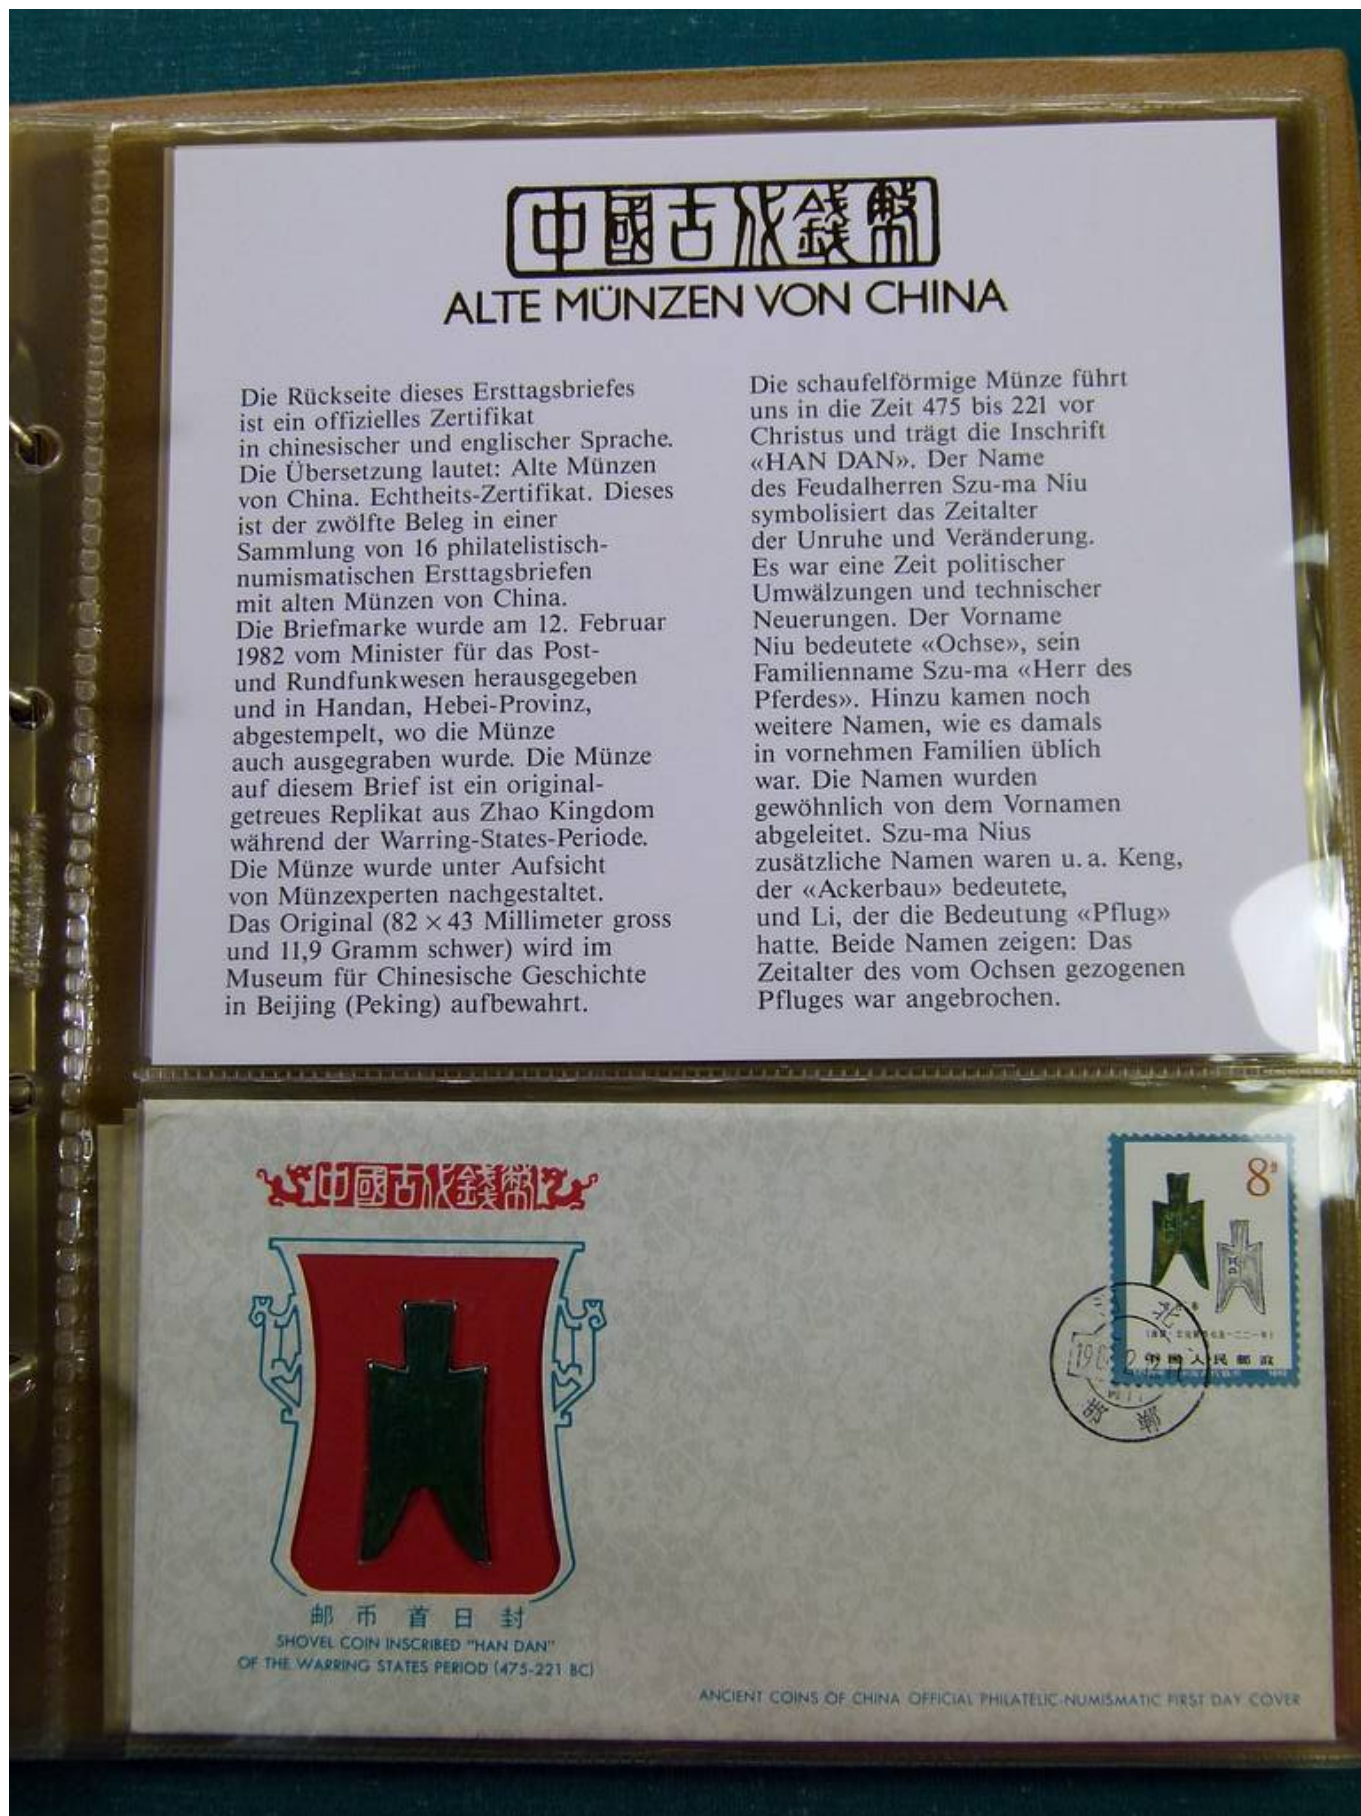 中國古代錢幣
ALTE MÜNZEN VON CHINA
Die Rückseite dieses Ersttagsbriefes
ist ein offizielles Zertifikat
in chinesischer und englischer Sprache.
Die Übersetzung lautet: Alte Münzen
von China. Echtheits-Zertifikat. Dieses
ist der zwölfte Beleg in einer
Sammlung von 16 philatelistisch-
numismatischen Ersttagsbriefen
mit alten Münzen von China.
Die Briefmarke wurde am 12. Februar
1982 vom Minister für das Post-
und Rundfunkwesen herausgegeben
und in Handan, Hebei-Provinz,
abgestempelt, wo die Münze
auch ausgegraben wurde. Die Münze
auf diesem Brief ist ein original-
getreues Replikat aus Zhao Kingdom
während der Warring-States-Periode.
Die Münze wurde unter Aufsicht
von Münzexperten nachgestaltet.
Das Original (82 × 43 Millimeter gross
und 11,9 Gramm schwer) wird im
Museum für Chinesische Geschichte
in Beijing (Peking) aufbewahrt.
Die schaufelförmige Münze führt
uns in die Zeit 475 bis 221 vor
Christus und trägt die Inschrift
«HAN DAN». Der Name
des Feudalherren Szu-ma Niu
symbolisiert das Zeitalter
der Unruhe und Veränderung.
Es war eine Zeit politischer
Umwälzungen und technischer
Neuerungen. Der Vorname
Niu bedeutete «Ochse», sein
Familienname Szu-ma «Herr des
Pferdes». Hinzu kamen noch
weitere Namen, wie es damals
in vornehmen Familien üblich
war. Die Namen wurden
gewöhnlich von dem Vornamen
abgeleitet. Szu-ma Nius
zusätzliche Namen waren u. a. Keng,
der «Ackerbau» bedeutete,
und Li, der die Bedeutung «Pflug»
hatte. Beide Namen zeigen: Das
Zeitalter des vom Ochsen gezogenen
Pfluges war angebrochen.
中國古代錢幣
8
中国人民邮政
北
邯郸
邮币首日封
SHOVEL COIN INSCRIBED "HAN DAN"
OF THE WARRING STATES PERIOD (475-221 BC)
ANCIENT COINS OF CHINA OFFICIAL PHILATELIC-NUMISMATIC FIRST DAY COVER